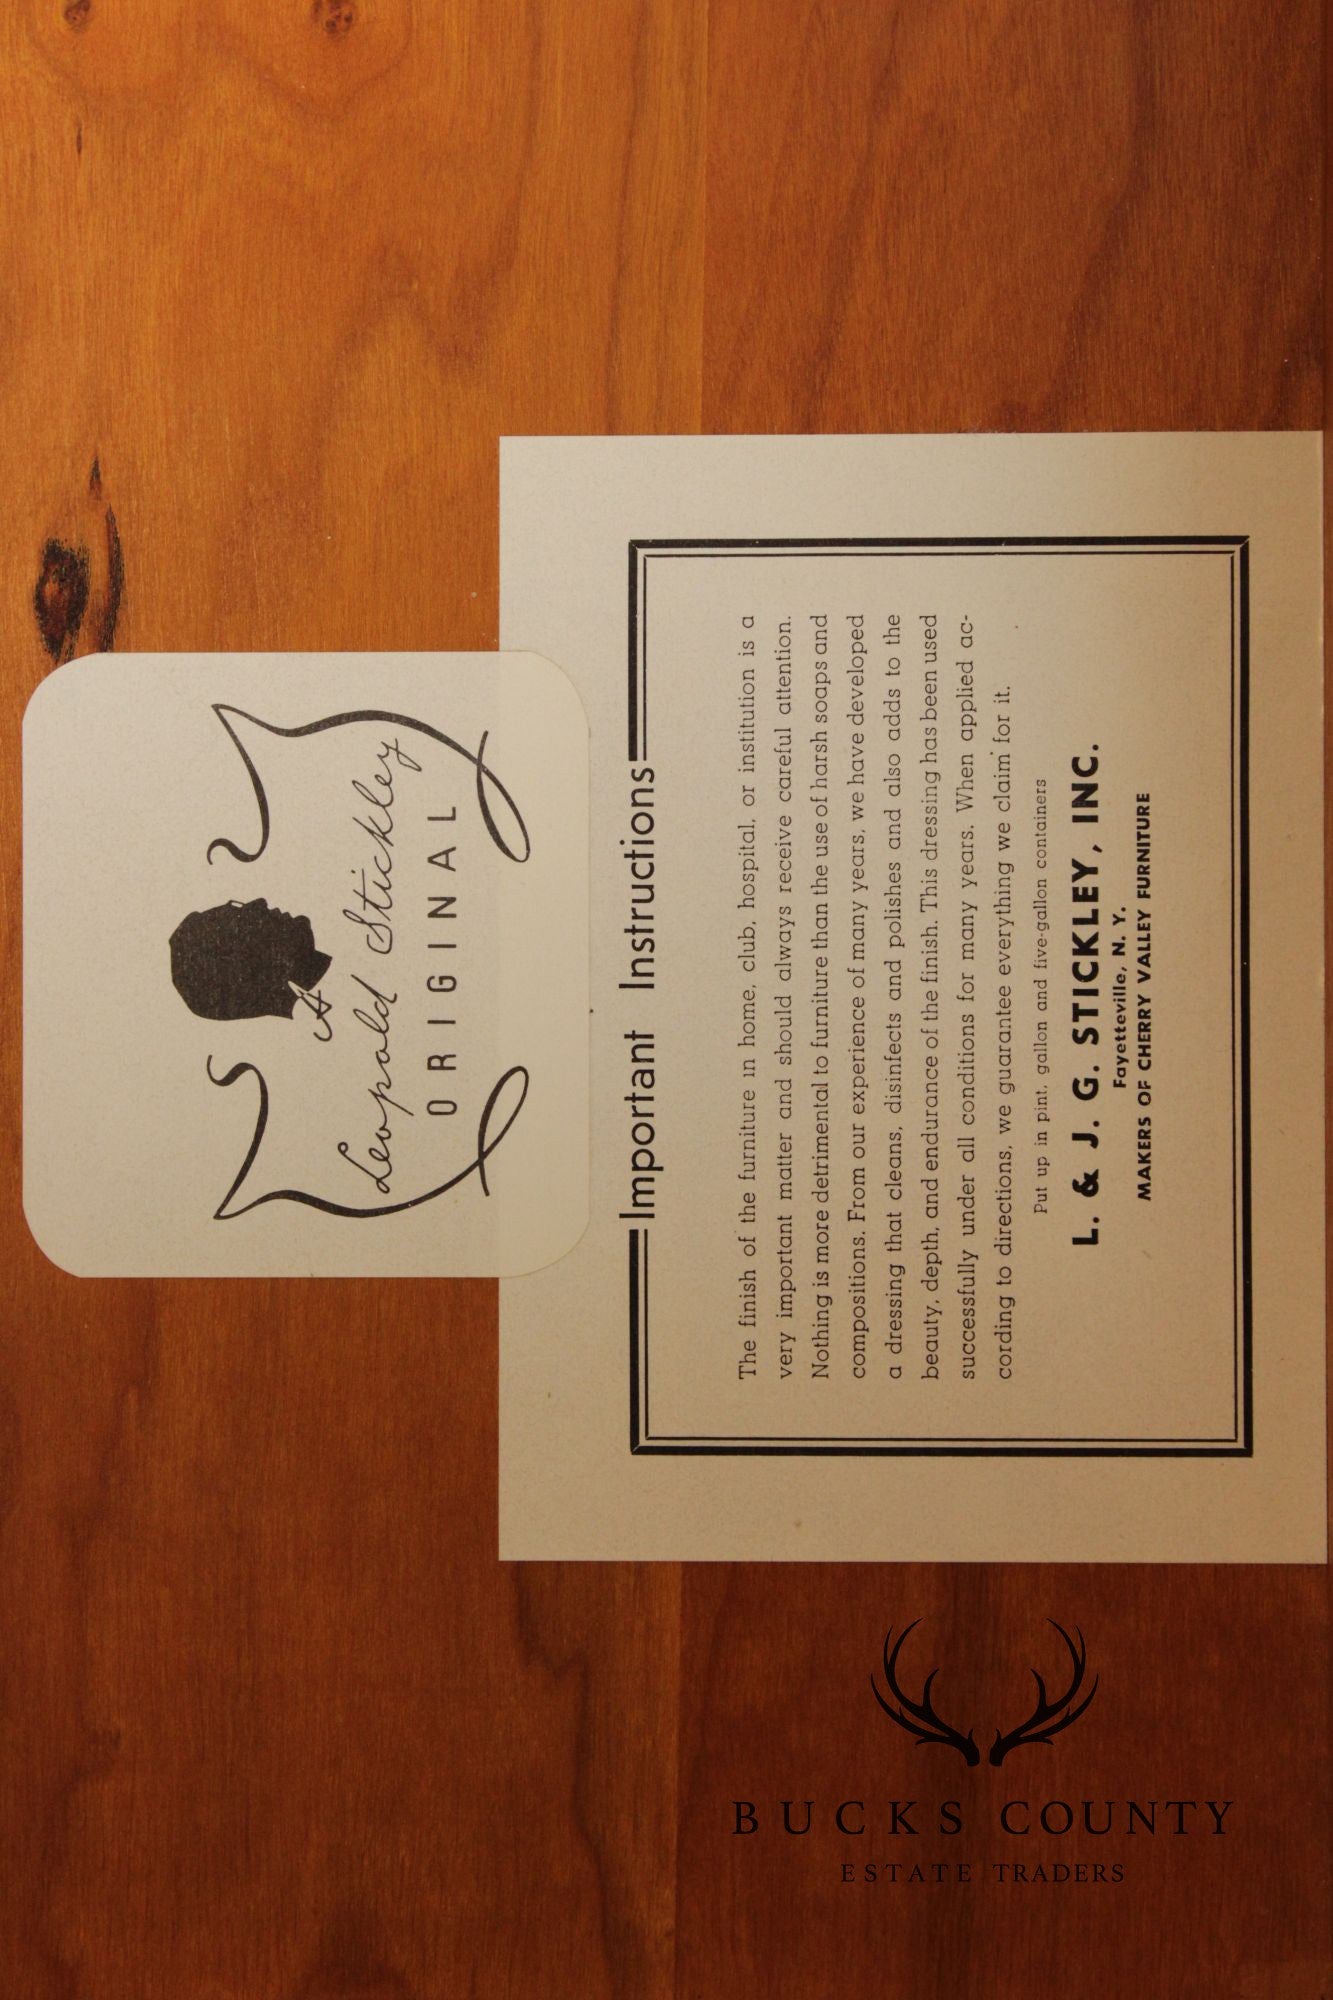 A
Leopold Stickley
ORIGINAL
Important Instructions
The finish of the furniture in home, club, hospital, or institution is a
very important matter and should always receive careful attention.
Nothing is more detrimental to furniture than the use of harsh soaps and
compositions. From our experience of many years, we have developed
a dressing that cleans, disinfects and polishes and also adds to the
beauty, depth, and endurance of the finish. This dressing has been used
successfully under all conditions for many years. When applied ac-
cording to directions, we guarantee everything we claim for it.
Put up in pint, gallon and five-gallon containers
L. & J. G. STICKLEY, INC.
Fayetteville, N. Y.
MAKERS OF CHERRY VALLEY FURNITURE
BUCKS COUNTY
ESTATE TRADERS